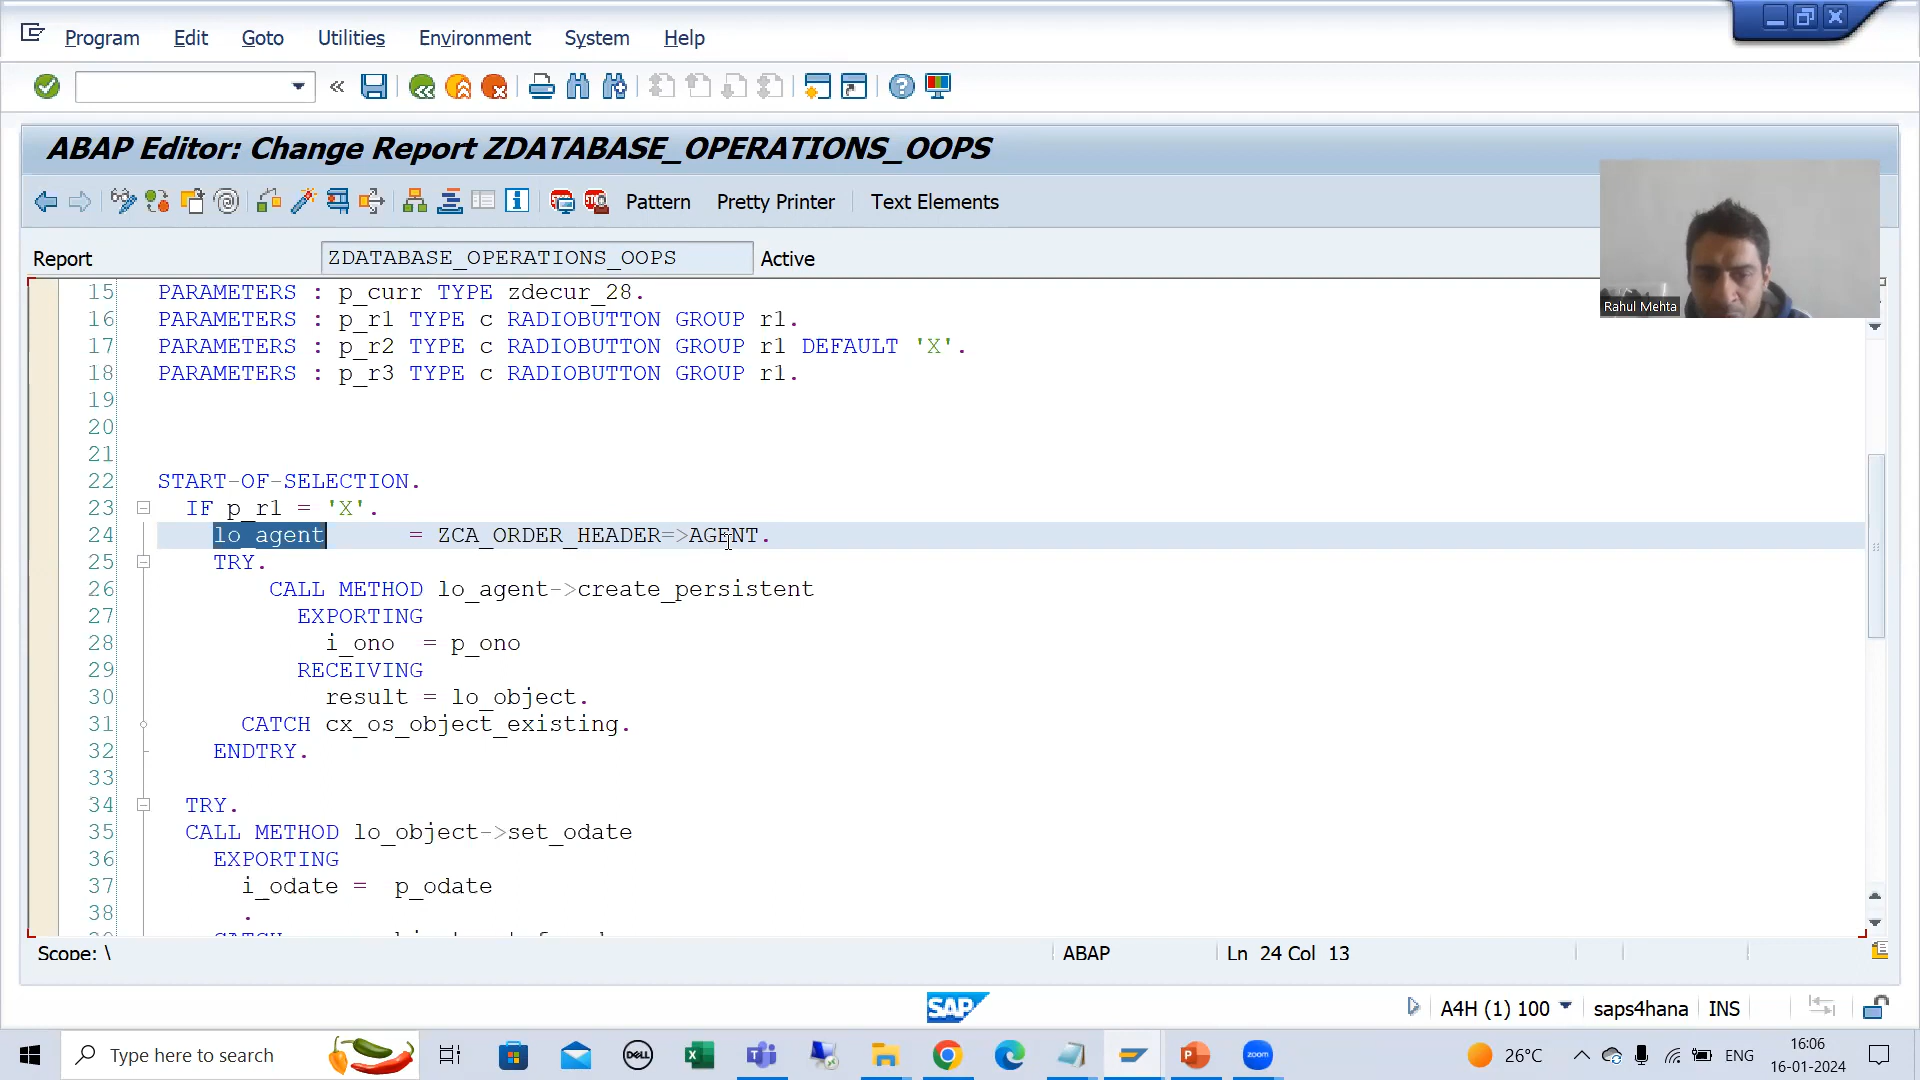 Program Edit Goto Utilities Environment System Help
ABAP Editor: Change Report ZDATABASE_OPERATIONS_OOPS
Pattern Pretty Printer Text Elements
Report ZDATABASE_OPERATIONS_OOPS Active
Rahul Mehta
15 PARAMETERS : p_curr TYPE zdecur_28.
16 PARAMETERS : p_r1 TYPE c RADIOBUTTON GROUP r1.
17 PARAMETERS : p_r2 TYPE c RADIOBUTTON GROUP r1 DEFAULT 'X'.
18 PARAMETERS : p_r3 TYPE c RADIOBUTTON GROUP r1.
19
20
21
22 START-OF-SELECTION.
23 IF p_r1 = 'X'.
24 lo_agent = ZCA_ORDER_HEADER=>AGENT.
25 TRY.
26 CALL METHOD lo_agent->create_persistent
27 EXPORTING
28 i_ono = p_ono
29 RECEIVING
30 result = lo_object.
31 CATCH cx_os_object_existing.
32 ENDTRY.
33
34 TRY.
35 CALL METHOD lo_object->set_odate
36 EXPORTING
37 i_odate = p_odate
38 .
Scope: \ ABAP Ln 24 Col 13
SAP
A4H (1) 100 saps4hana INS
Type here to search
DELL
zoom
26°C ENG
16:06
16-01-2024